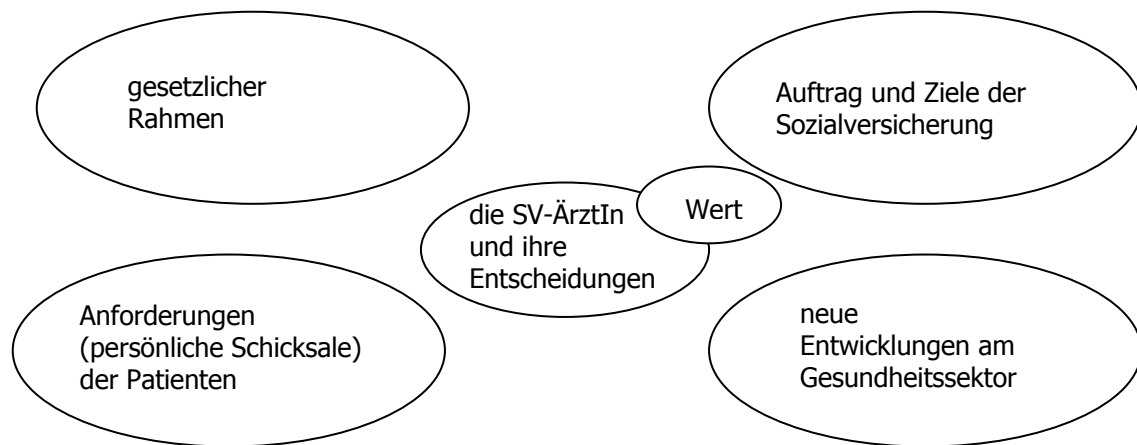 gesetzlicher
Rahmen
Auftrag und Ziele der
Sozialversicherung
die SV-ÄrztIn
und ihre
Entscheidungen
Wert
Anforderungen
(persönliche Schicksale)
der Patienten
neue
Entwicklungen am
Gesundheitssektor